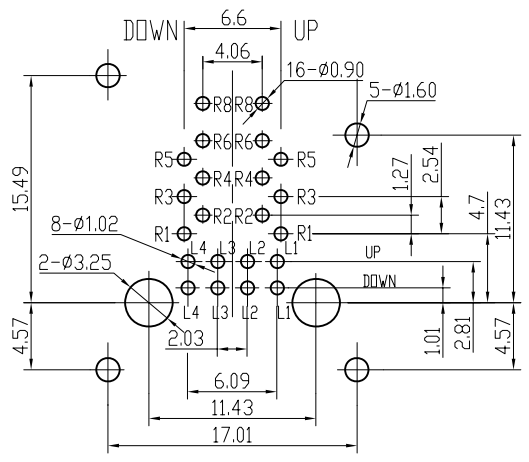 6.6
DOWN UP
4.06
16-Ø0.90
5-Ø1.60
R8 R8
R6 R6
R5 R5
R4 R4
R3 R3
R2 R2
R1 R1
15.49
1.27
2.54
4.7
11.43
8-Ø1.02
L4 L3 L2 L1
UP
2-Ø3.25
DOWN
L4 L3 L2 L1
2.03
4.57
1.01
2.81
4.57
6.09
11.43
17.01